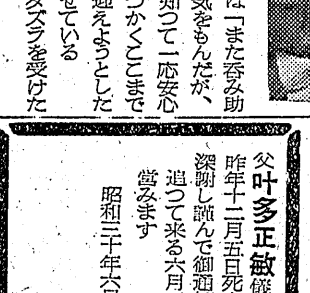 は「また呑み助
気をもんだが、
知つて一応安心
つかくここまで
迎えようとした
せている
タズラを受けた
父叶多正敏儀
昨年十二月五日死
深謝し謹んで御通
追つて来る六月
営みます
昭和三十年六月